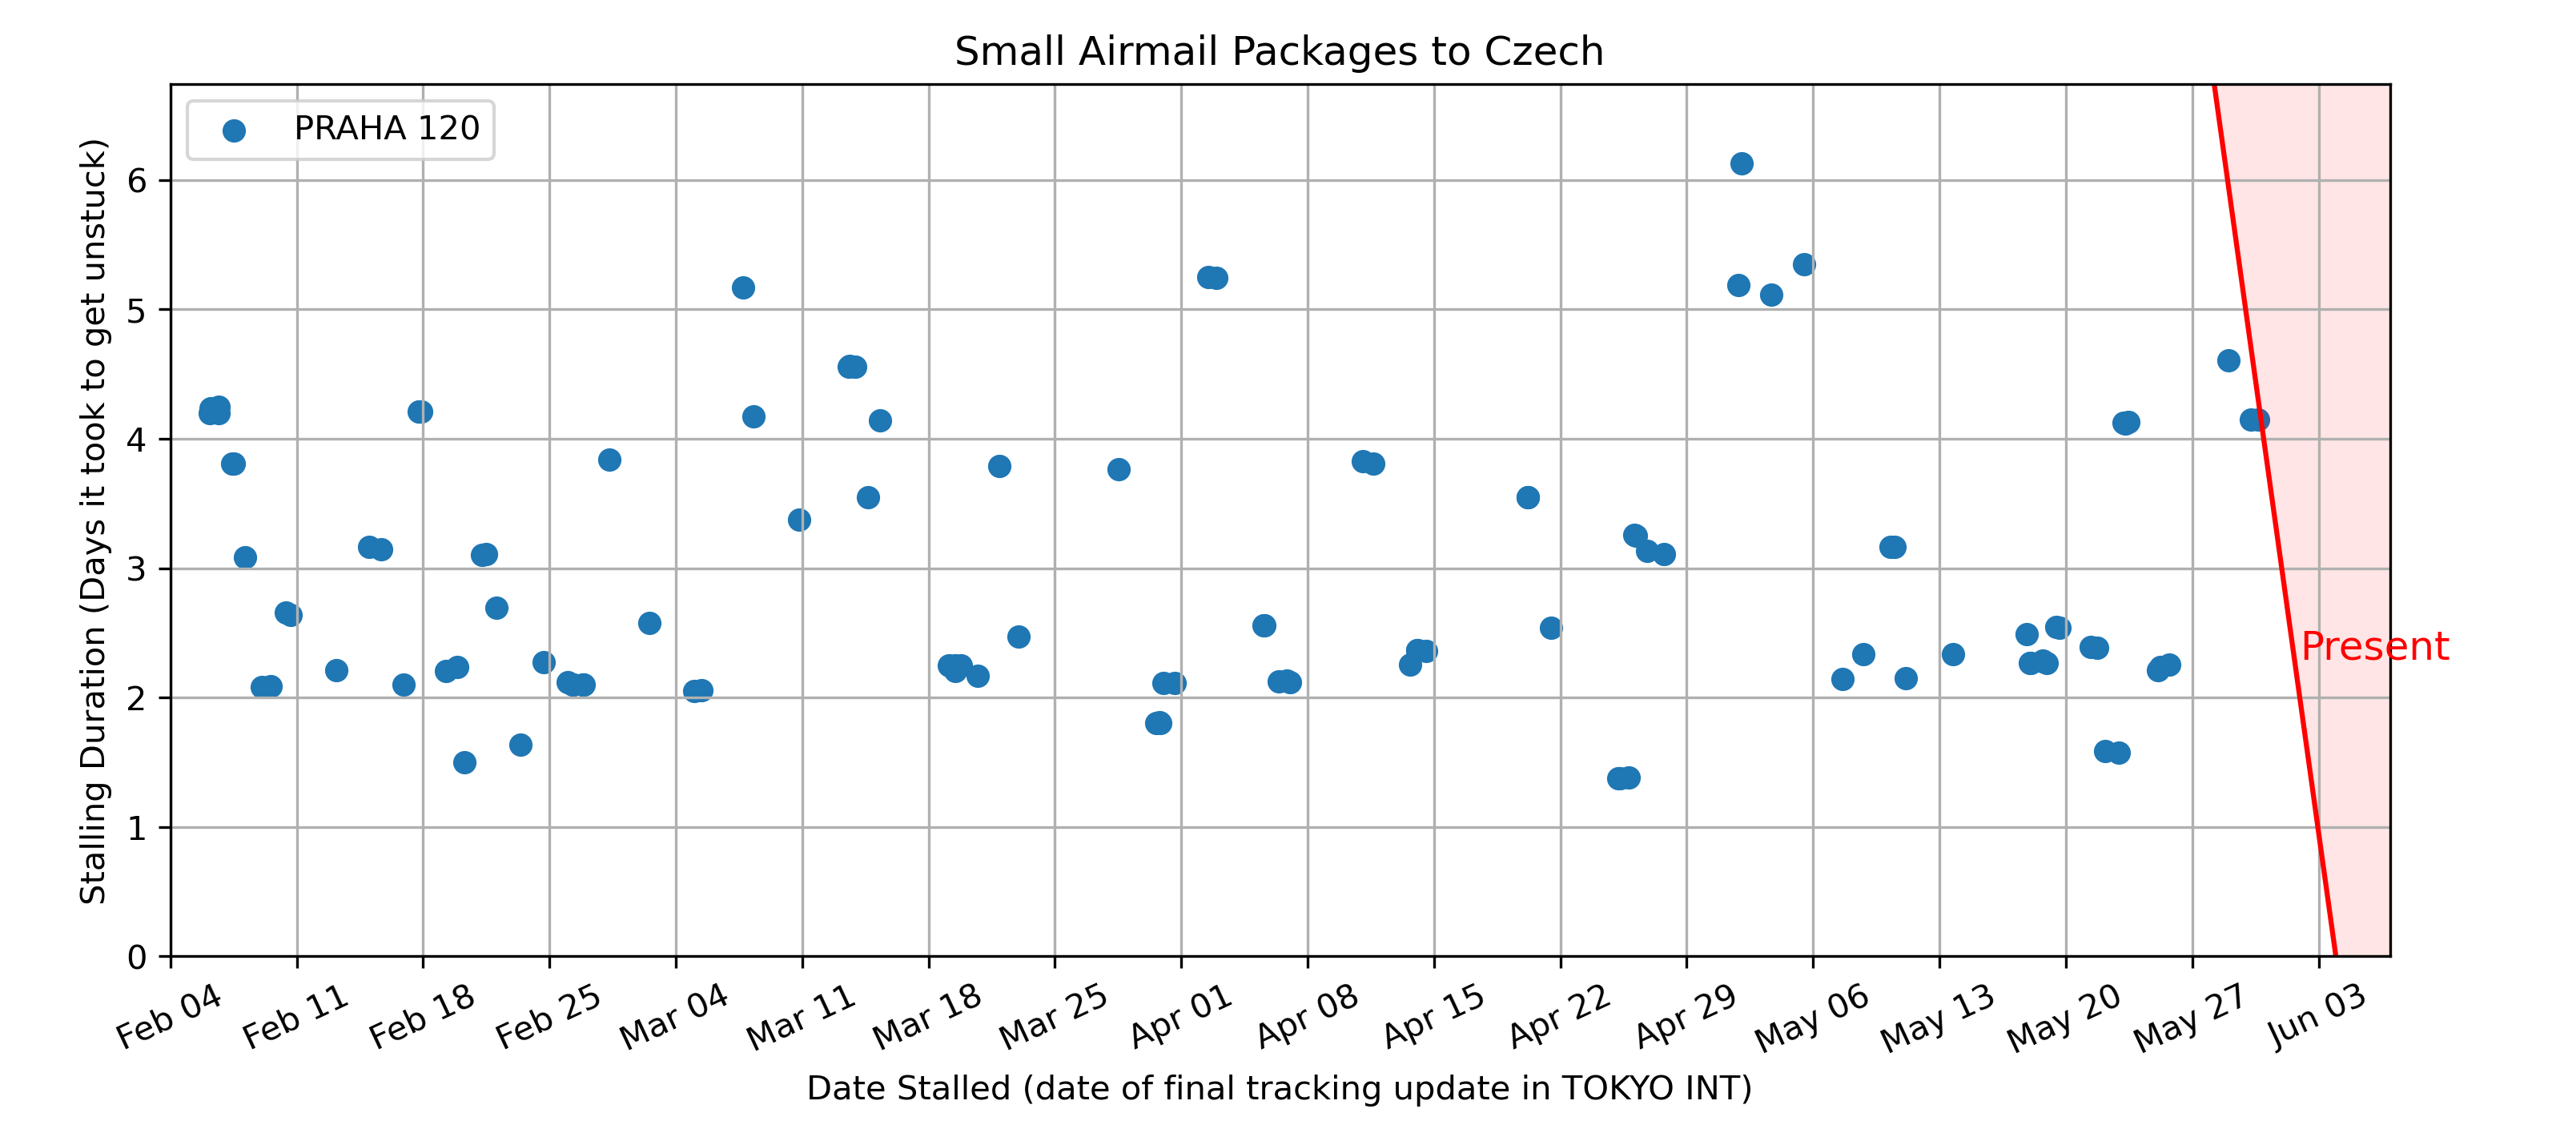 Small Airmail Packages to Czech
PRAHA 120
Stalling Duration (Days it took to get unstuck)
6
5
4
3
2
1
0
Present
Feb 04
Feb 11
Feb 18
Feb 25
Mar 04
Mar 11
Mar 18
Mar 25
Apr 01
Apr 08
Apr 15
Apr 22
Apr 29
May 06
May 13
May 20
May 27
Jun 03
Date Stalled (date of final tracking update in TOKYO INT)